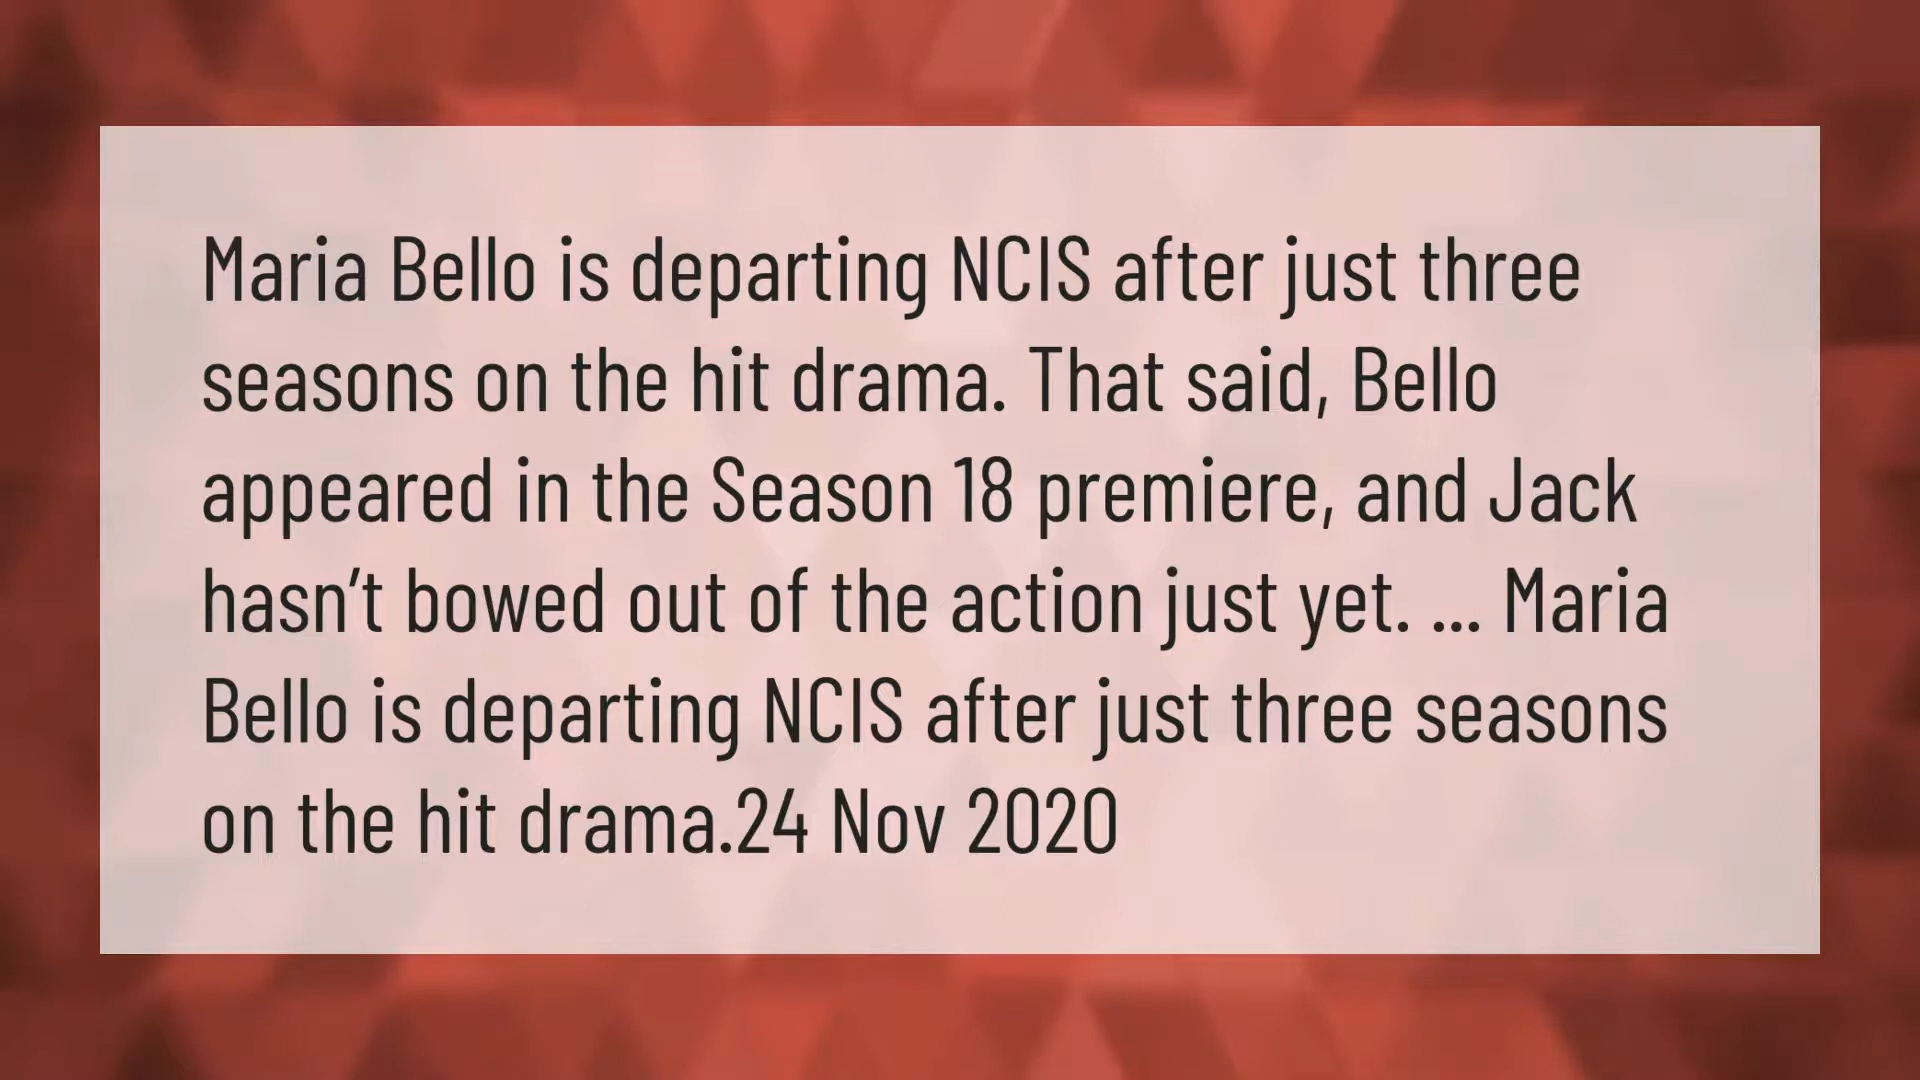 Maria Bello is departing NCIS after just three
seasons on the hit drama. That said, Bello
appeared in the Season 18 premiere, and Jack
hasn’t bowed out of the action just yet. ... Maria
Bello is departing NCIS after just three seasons
on the hit drama.24 Nov 2020